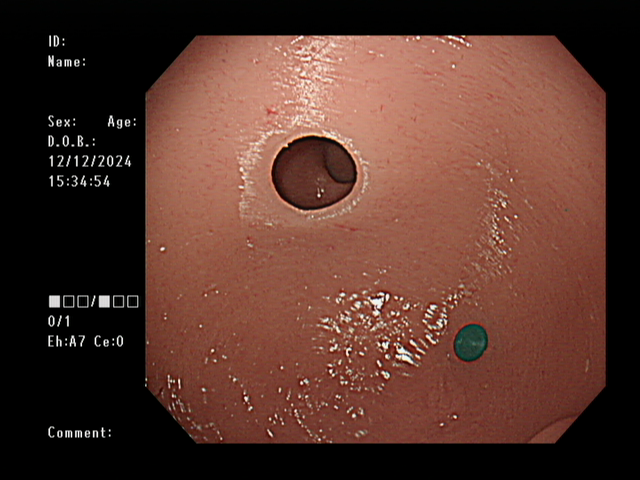 ID:
Name:
Sex: Age:
D.O.B.:
12/12/2024
15:34:54
■□□/■□□
0/1
Eh:A7 Ce:0
Comment: